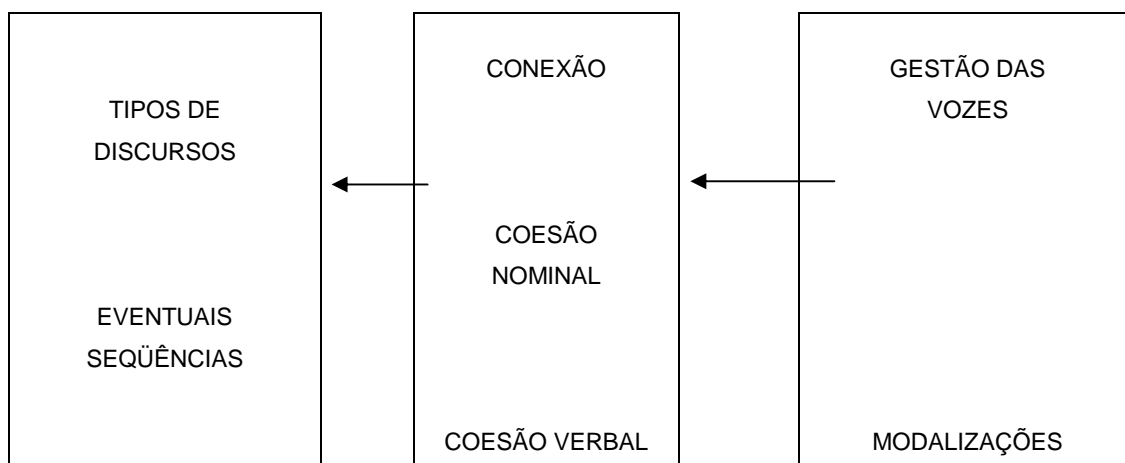 TIPOS DE
DISCURSOS
EVENTUAIS
SEQÜÊNCIAS
CONEXÃO
COESÃO
NOMINAL
COESÃO VERBAL
GESTÃO DAS
VOZES
MODALIZAÇÕES